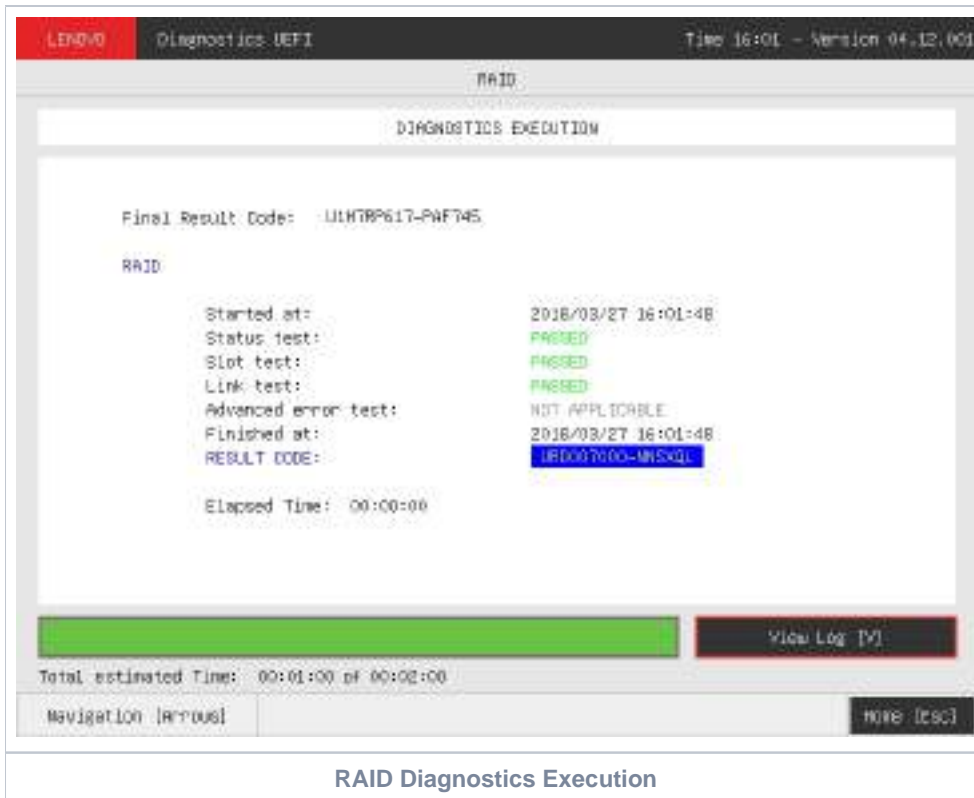 LENOVO Diagnostics UEFI Time 16:01 - Version 04.12.001
RAID
DIAGNOSTICS EXECUTION
Final Result Code:
RAID
Started at: 2018/03/27 16:01:48
Status test: PASSED
Slot test: PASSED
Link test: PASSED
Advanced error test: NOT APPLICABLE
Finished at: 2018/03/27 16:01:48
RESULT CODE:
Elapsed Time: 00:00:00
View Log [V]
Total estimated Time: 00:01:00 of 00:02:00
Navigation [Arrows] HOME [ESC]
RAID Diagnostics Execution